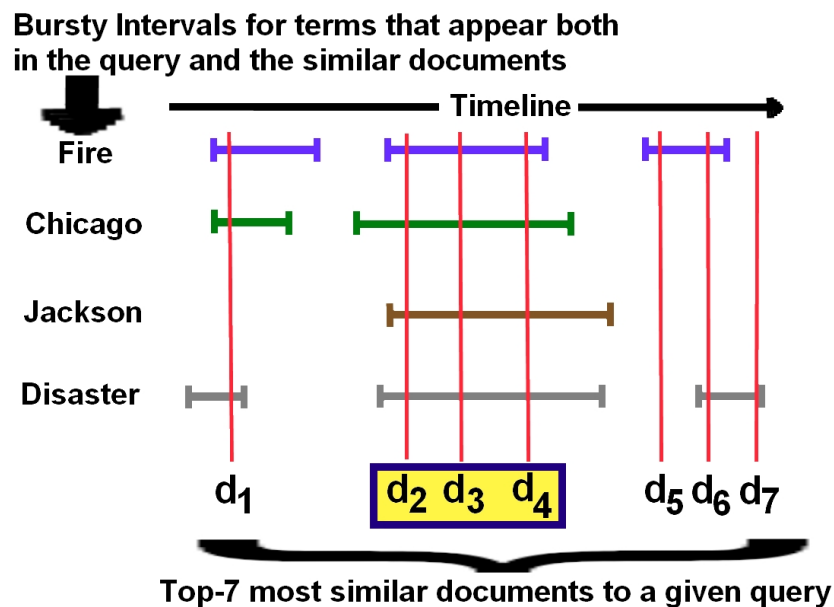 Bursty Intervals for terms that appear both
in the query and the similar documents
Timeline
Fire
Chicago
Jackson
Disaster
d1 d2 d3 d4 d5 d6 d7
Top-7 most similar documents to a given query